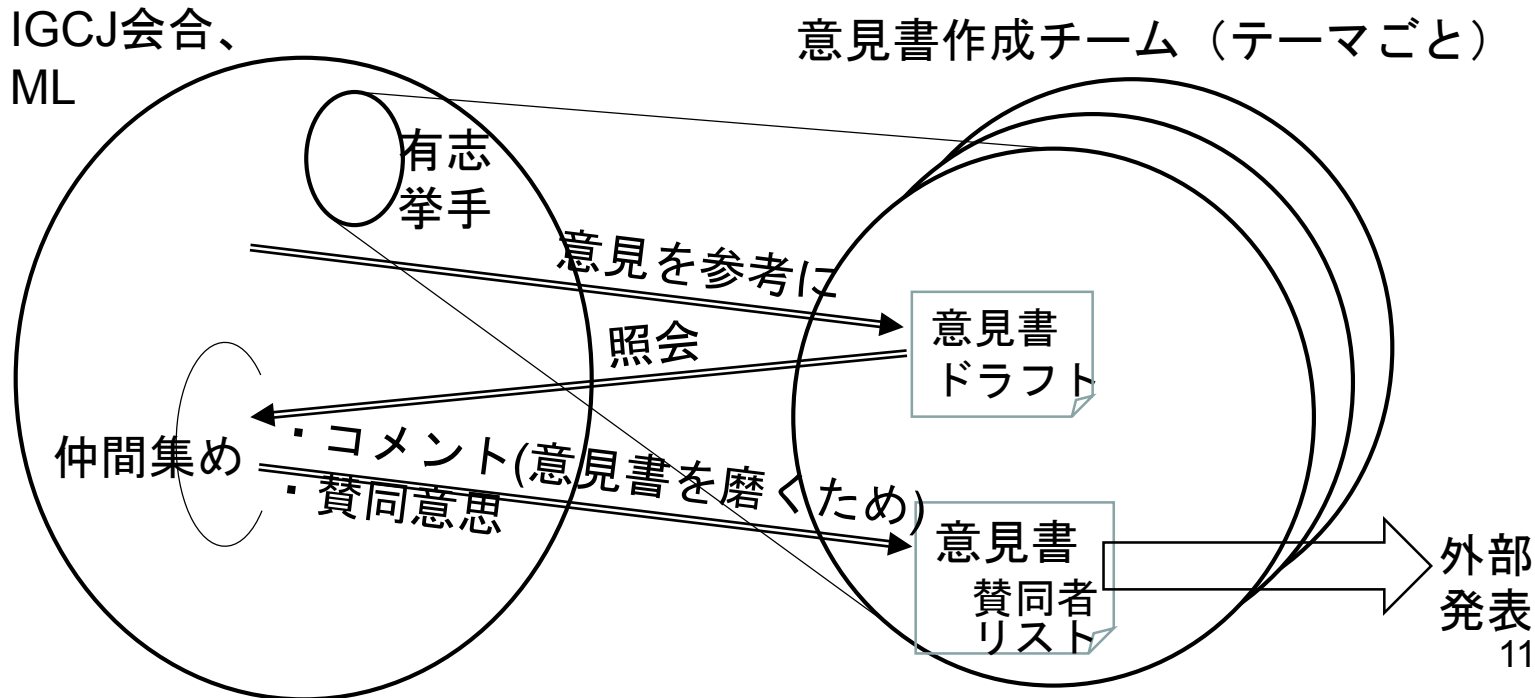 IGCJ会合、
ML
意見書作成チーム（テーマごと）
有志
挙手
意見を参考に
照会
意見書
ドラフト
仲間集め
・コメント(意見書を磨くため)
・賛同意思
意見書
賛同者
リスト
外部
発表
11